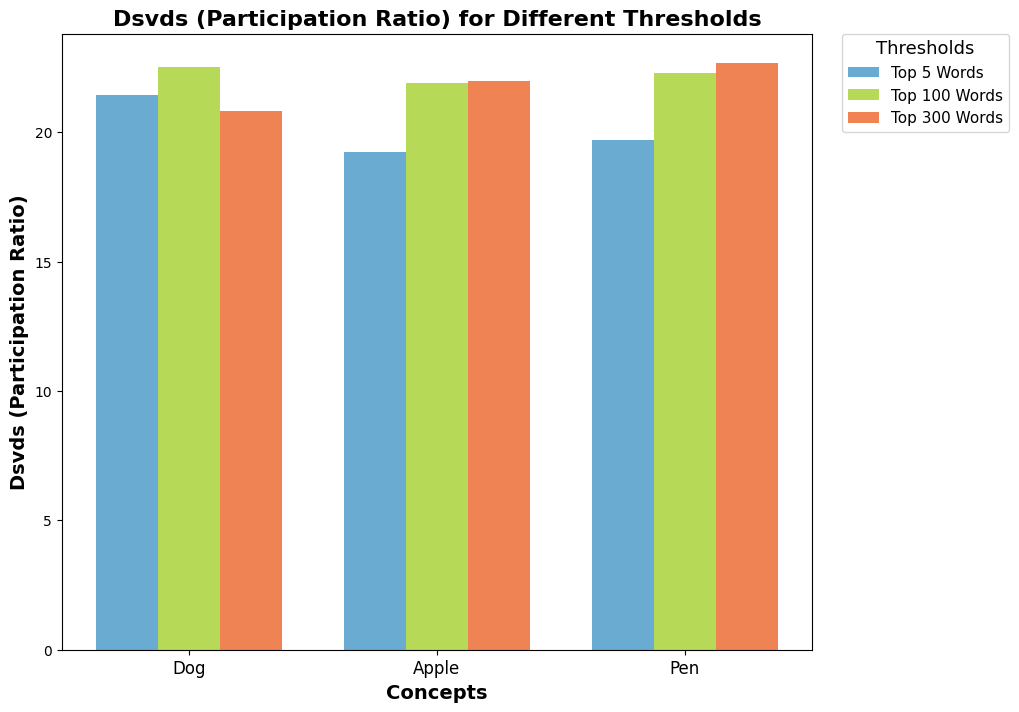 Dsvds (Participation Ratio) for Different Thresholds
Thresholds
Top 5 Words
Top 100 Words
Top 300 Words
Dsvds (Participation Ratio)
20
15
10
5
0
Dog
Apple
Pen
Concepts